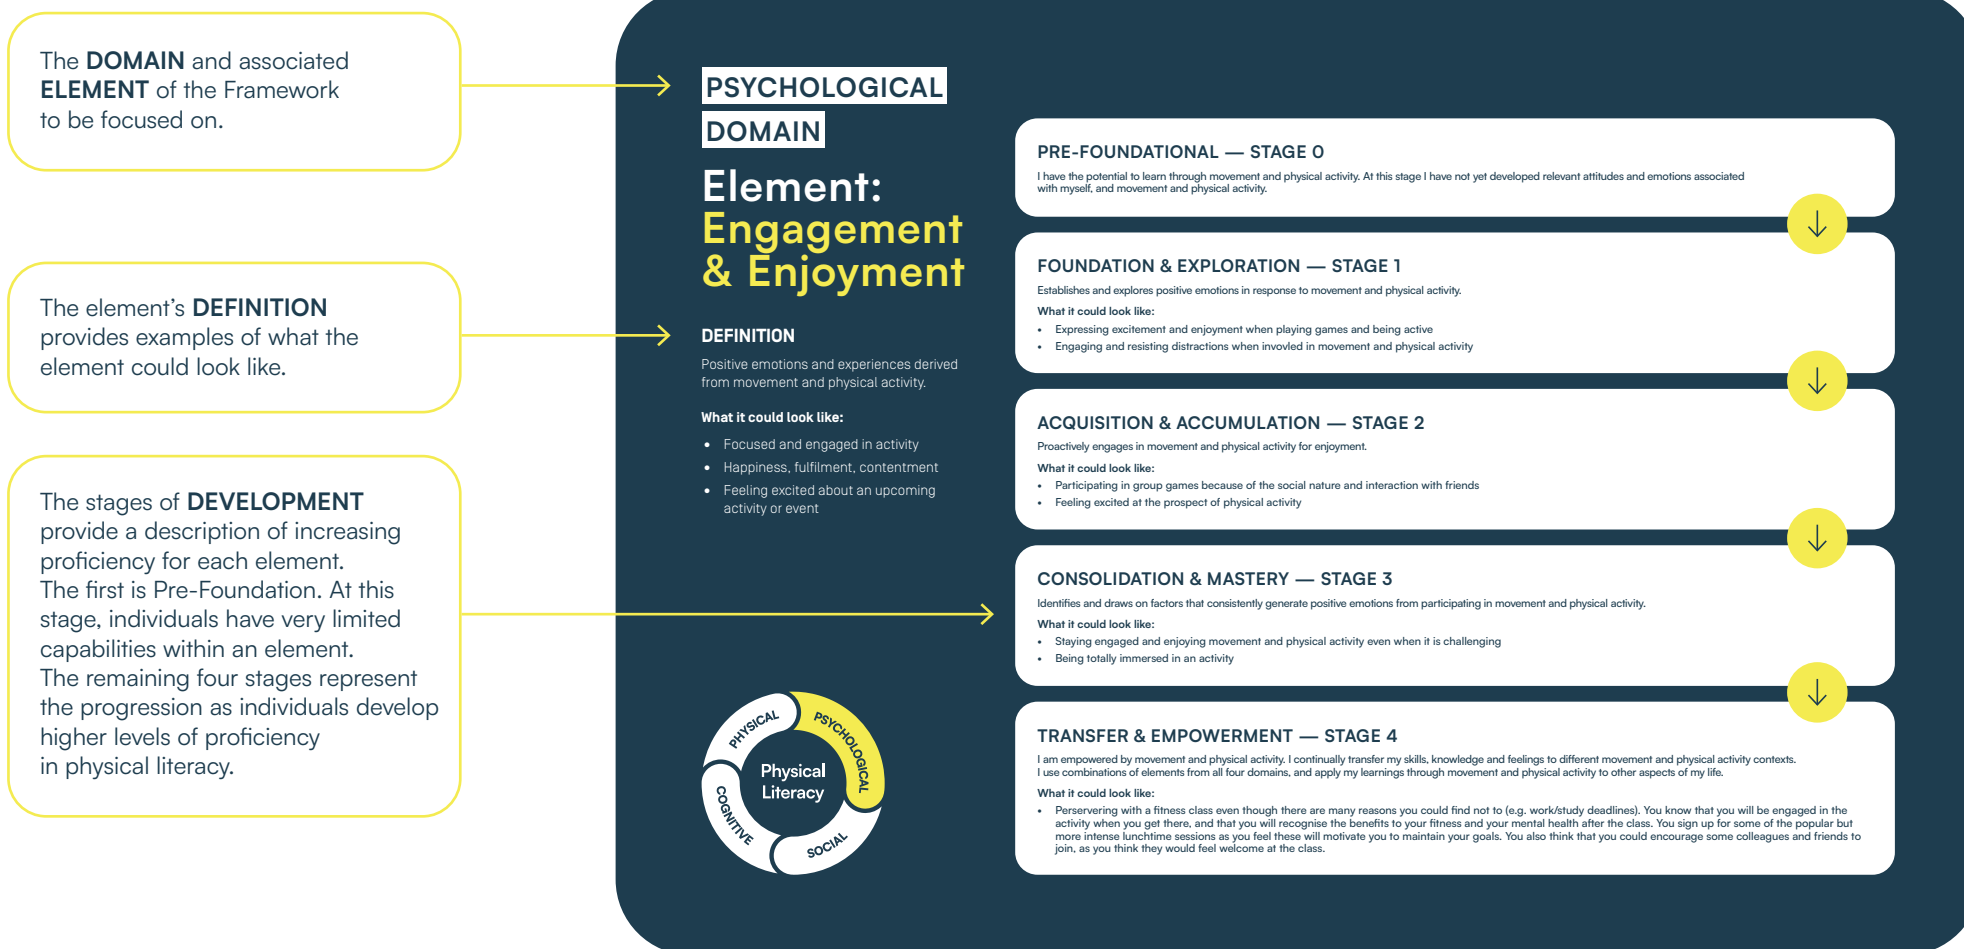 The DOMAIN and associated
ELEMENT of the Framework
to be focused on.
The element’s DEFINITION
provides examples of what the
element could look like.
The stages of DEVELOPMENT
provide a description of increasing
proficiency for each element.
The first is Pre-Foundation. At this
stage, individuals have very limited
capabilities within an element.
The remaining four stages represent
the progression as individuals develop
higher levels of proficiency
in physical literacy.
PSYCHOLOGICAL
DOMAIN
Element:
Engagement
& Enjoyment
DEFINITION
Positive emotions and experiences derived
from movement and physical activity.
What it could look like:
• Focused and engaged in activity
• Happiness, fulfilment, contentment
• Feeling excited about an upcoming
activity or event
PHYSICAL
PSYCHOLOGICAL
SOCIAL
COGNITIVE
Physical
Literacy
PRE-FOUNDATIONAL — STAGE 0
I have the potential to learn through movement and physical activity. At this stage I have not yet developed relevant attitudes and emotions associated
with myself, and movement and physical activity.
FOUNDATION & EXPLORATION — STAGE 1
Establishes and explores positive emotions in response to movement and physical activity.
What it could look like:
• Expressing excitement and enjoyment when playing games and being active
• Engaging and resisting distractions when invovled in movement and physical activity
ACQUISITION & ACCUMULATION — STAGE 2
Proactively engages in movement and physical activity for enjoyment.
What it could look like:
• Participating in group games because of the social nature and interaction with friends
• Feeling excited at the prospect of physical activity
CONSOLIDATION & MASTERY — STAGE 3
Identifies and draws on factors that consistently generate positive emotions from participating in movement and physical activity.
What it could look like:
• Staying engaged and enjoying movement and physical activity even when it is challenging
• Being totally immersed in an activity
TRANSFER & EMPOWERMENT — STAGE 4
I am empowered by movement and physical activity. I continually transfer my skills, knowledge and feelings to different movement and physical activity contexts.
I use combinations of elements from all four domains, and apply my learnings through movement and physical activity to other aspects of my life.
What it could look like:
• Perservering with a fitness class even though there are many reasons you could find not to (e.g. work/study deadlines). You know that you will be engaged in the
activity when you get there, and that you will recognise the benefits to your fitness and your mental health after the class. You sign up for some of the popular but
more intense lunchtime sessions as you feel these will motivate you to maintain your goals. You also think that you could encourage some colleagues and friends to
join, as you think they would feel welcome at the class.